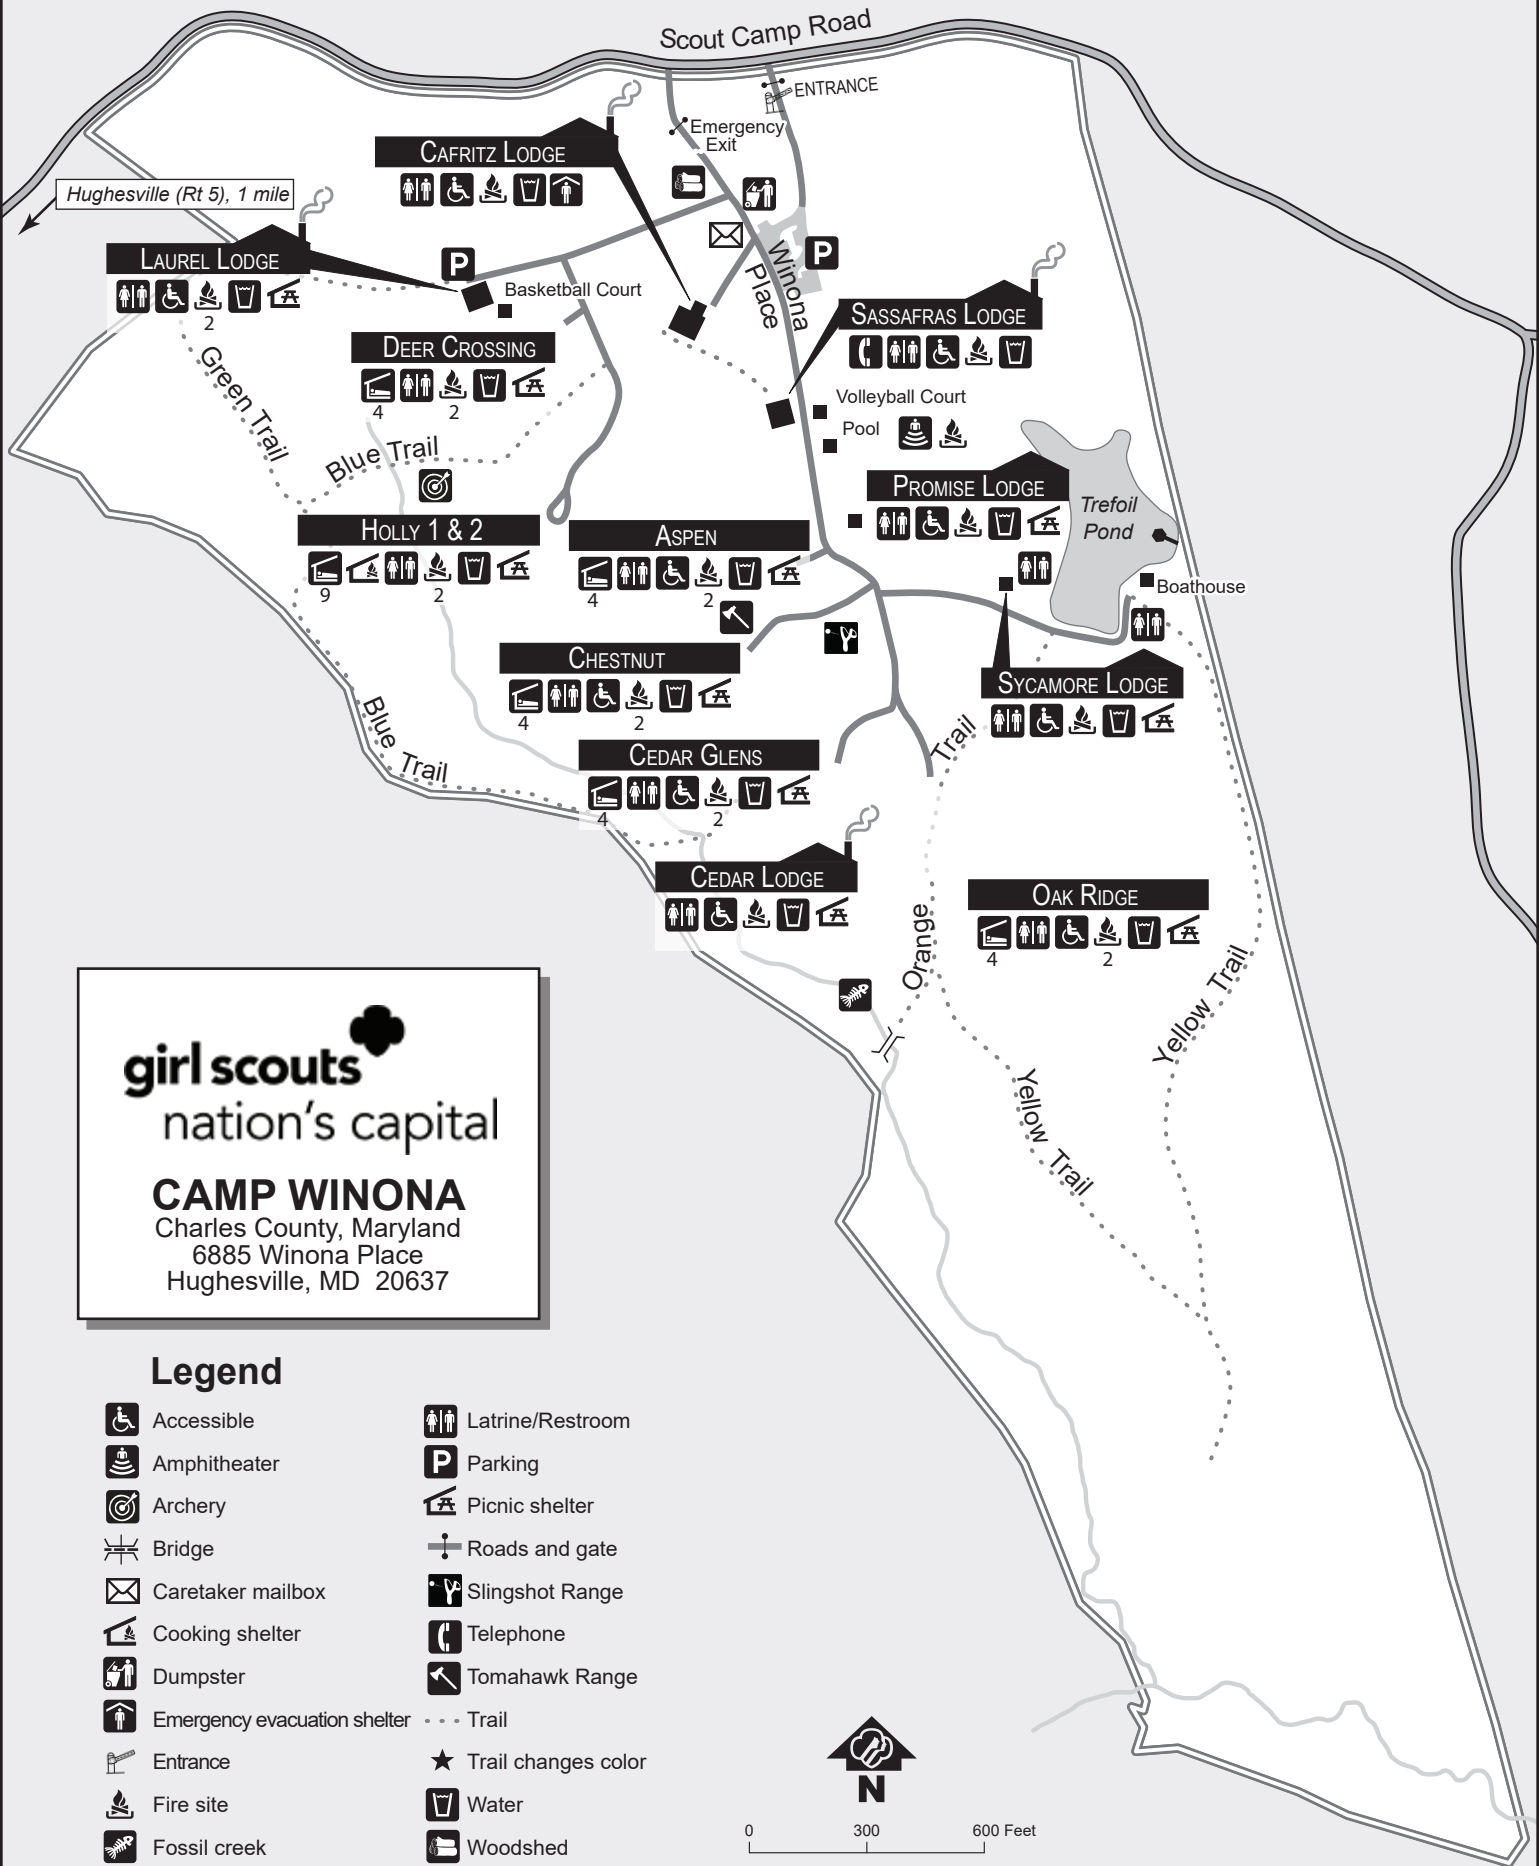 Scout Camp Road
ENTRANCE
Emergency
Exit
CAFRITZ LODGE
Hughesville (Rt 5), 1 mile
LAUREL LODGE
2
P
Basketball Court
P
Winona
Place
SASSAFRAS LODGE
DEER CROSSING
4
2
Green Trail
Blue Trail
Volleyball Court
Pool
PROMISE LODGE
Trefoil
Pond
HOLLY 1 & 2
9
2
ASPEN
4
2
Boathouse
CHESTNUT
4
2
SYCAMORE LODGE
Blue
Trail
Trail
CEDAR GLENS
4
2
CEDAR LODGE
Orange
OAK RIDGE
4
2
Yellow Trail
Yellow
Trail
girl scouts
nation's capital
CAMP WINONA
Charles County, Maryland
6885 Winona Place
Hughesville, MD 20637
Legend
Accessible
Amphitheater
Archery
Bridge
Caretaker mailbox
Cooking shelter
Dumpster
Emergency evacuation shelter
Entrance
Fire site
Fossil creek
Latrine/Restroom
P Parking
Picnic shelter
Roads and gate
Slingshot Range
Telephone
Tomahawk Range
Trail
Trail changes color
Water
Woodshed
N
0 300 600 Feet